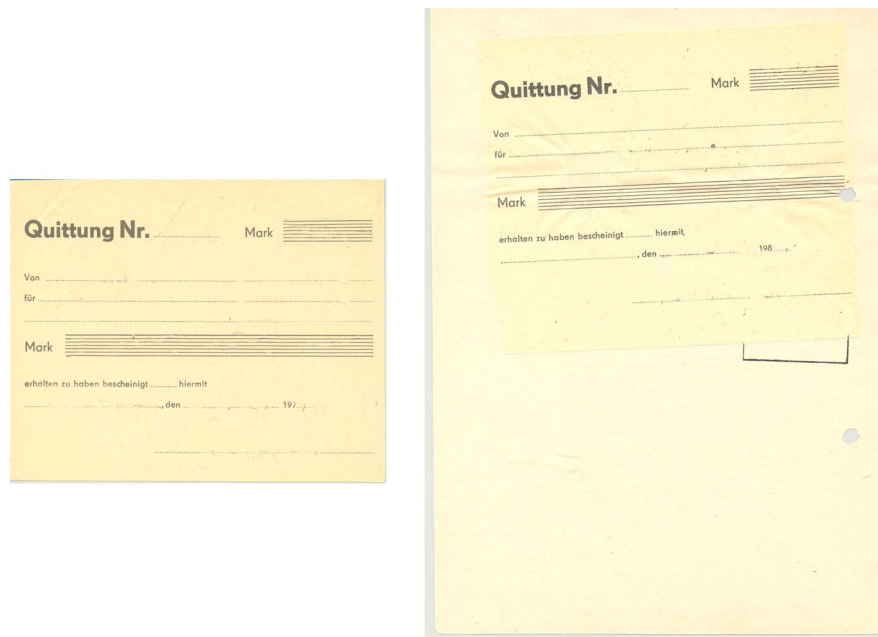 Quittung Nr. Mark
Von
für
Mark
erhalten zu haben bescheinigt hiermit
, den 197
Quittung Nr. Mark
Von
für
Mark
erhalten zu haben bescheinigt hiermit,
, den 198